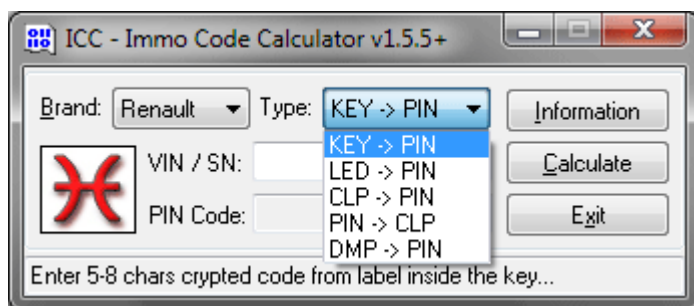 ICC - Immo Code Calculator v1.5.5+
Brand: Renault Type: KEY -> PIN Information
KEY -> PIN
LED -> PIN
CLP -> PIN
PIN -> CLP
DMP -> PIN
VIN / SN: Calculate
PIN Code: Exit
Enter 5-8 chars crypted code from label inside the key...